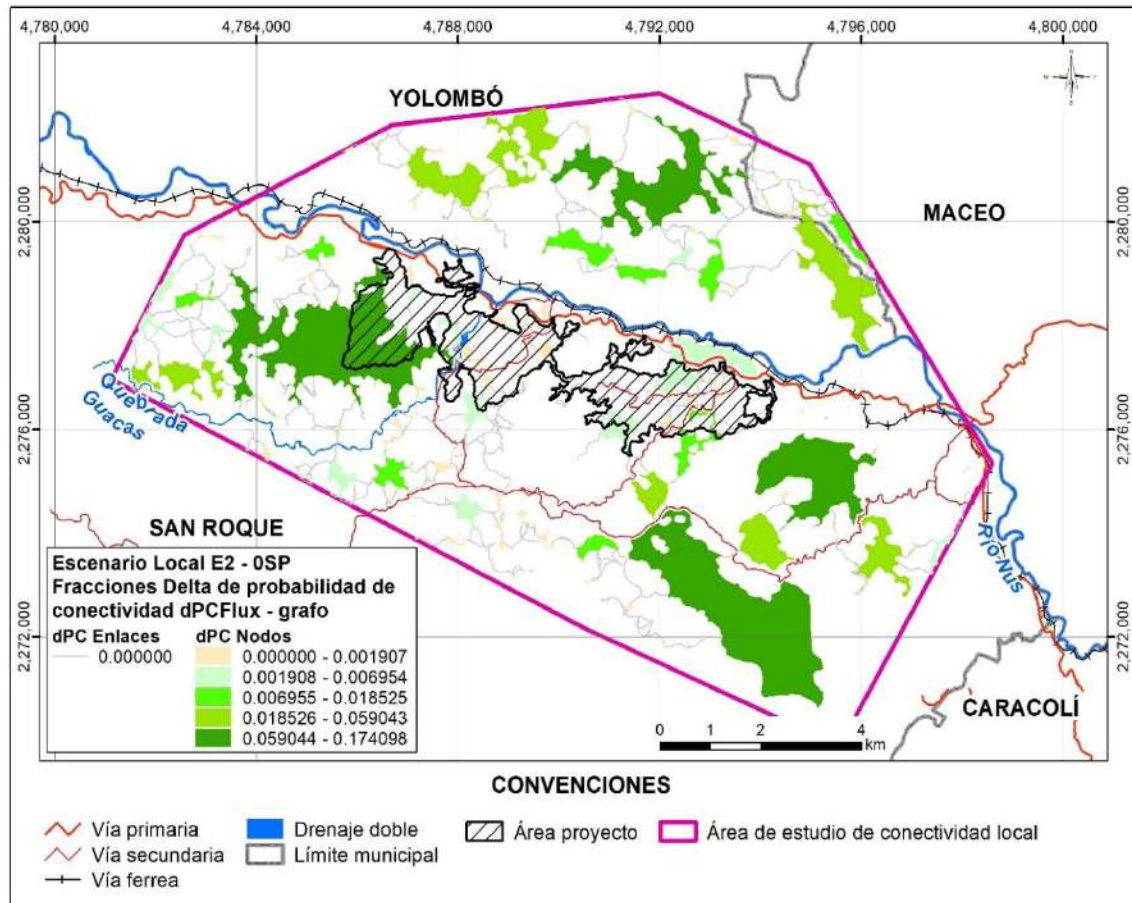 4,780,000 4,784,000 4,788,000 4,792,000 4,796,000 4,800,000
YOLOMBÓ
MACEO
2,280,000
2,280,000
2,276,000
2,276,000
2,272,000
2,272,000
Quebrada
Guacas
SAN ROQUE
Río Nus
CARACOLÍ
Escenario Local E2 - 0SP
Fracciones Delta de probabilidad de
conectividad dPCFlux - grafo
dPC Enlaces dPC Nodos
0.000000 0.000000 - 0.001907
0.001908 - 0.006954
0.006955 - 0.018525
0.018526 - 0.059043
0.059044 - 0.174098
0 1 2 4
km
CONVENCIONES
Vía primaria Drenaje doble Área proyecto Área de estudio de conectividad local
Vía secundaria Límite municipal
Vía ferrea